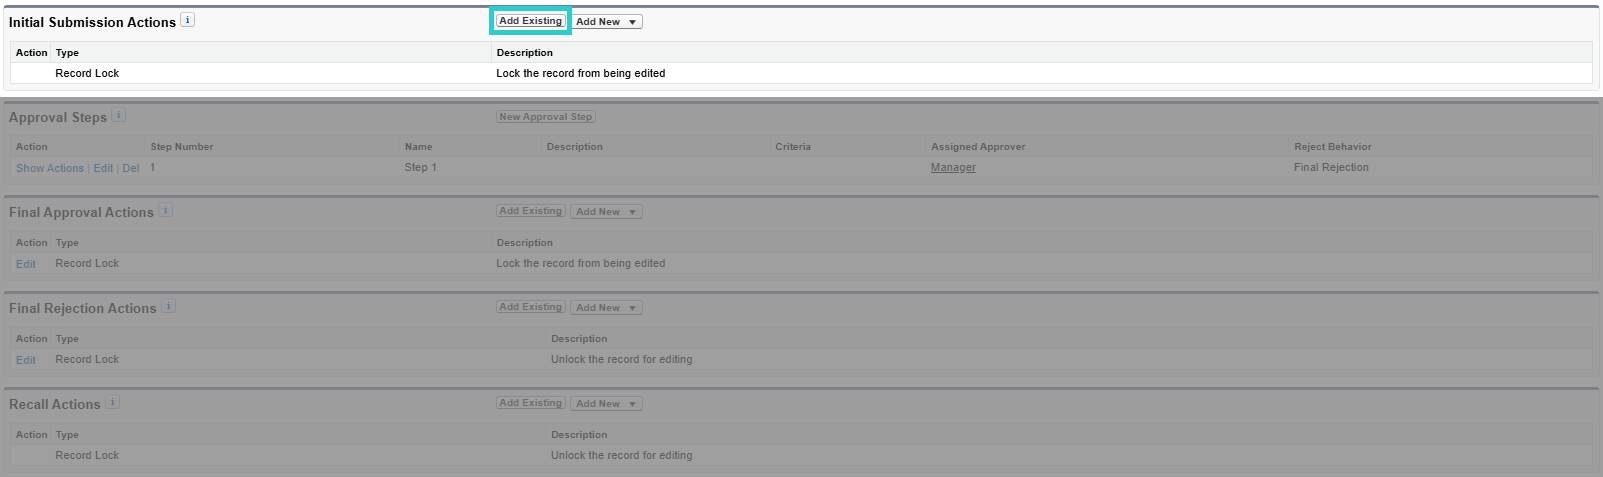 Initial Submission Actions i Add Existing Add New
Action Type Description
Record Lock Lock the record from being edited
Approval Steps i New Approval Step
Action Step Number Name Description Criteria Assigned Approver Reject Behavior
Show Actions | Edit | Del 1 Step 1 Manager Final Rejection
Final Approval Actions i Add Existing Add New
Action Type Description
Edit Record Lock Lock the record from being edited
Final Rejection Actions i Add Existing Add New
Action Type Description
Edit Record Lock Unlock the record for editing
Recall Actions i Add Existing Add New
Action Type Description
Record Lock Unlock the record for editing